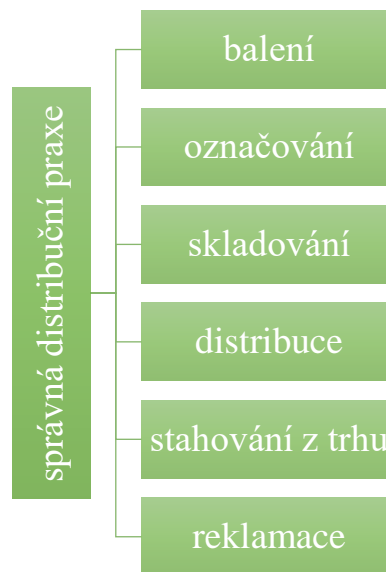 správná distribuční praxe
balení
označování
skladování
distribuce
stahování z trhu
reklamace